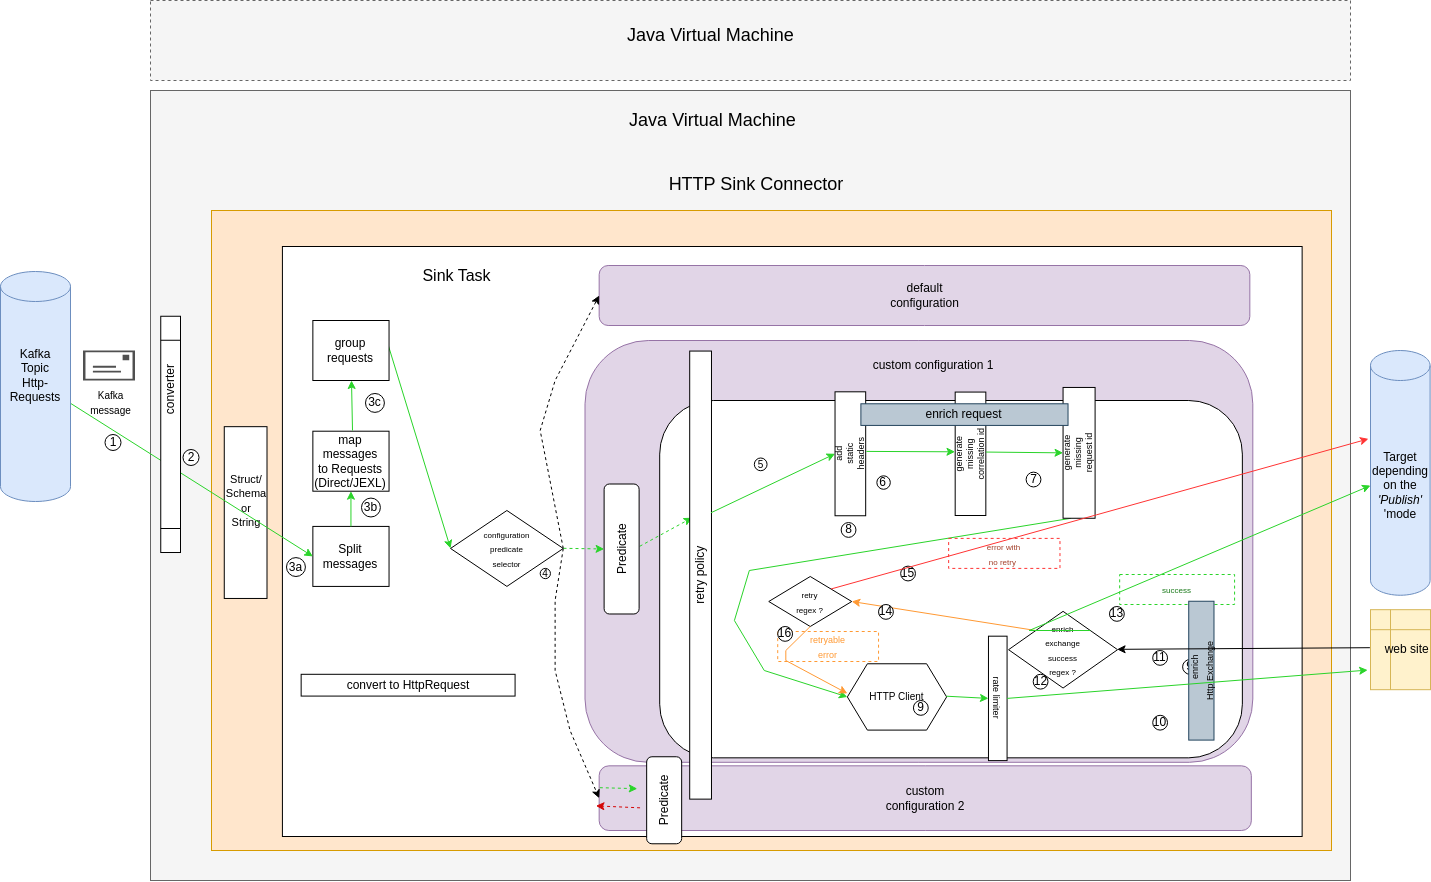 Java Virtual Machine
Java Virtual Machine
HTTP Sink Connector
Kafka
Topic
Http-
Requests
Kafka
message
1
converter
2
Struct/
Schema
or
String
Sink Task
group
requests
3c
map
messages
to Requests
(Direct/JEXL)
3b
Split
messages
3a
convert to HttpRequest
configuration
predicate
selector
4
default
configuration
custom configuration 1
Predicate
retry policy
5
add
static
headers
enrich request
generate
missing
correlation id
generate
missing
request id
6
7
8
error with
no retry
15
retry
regex ?
14
16
retryable
error
HTTP Client
9
rate limiter
enrich
exchange
success
regex ?
12
13
success
11
10
enrich
Http Exchange
custom
configuration 2
Predicate
Target
depending
on the
'Publish'
'mode
web site